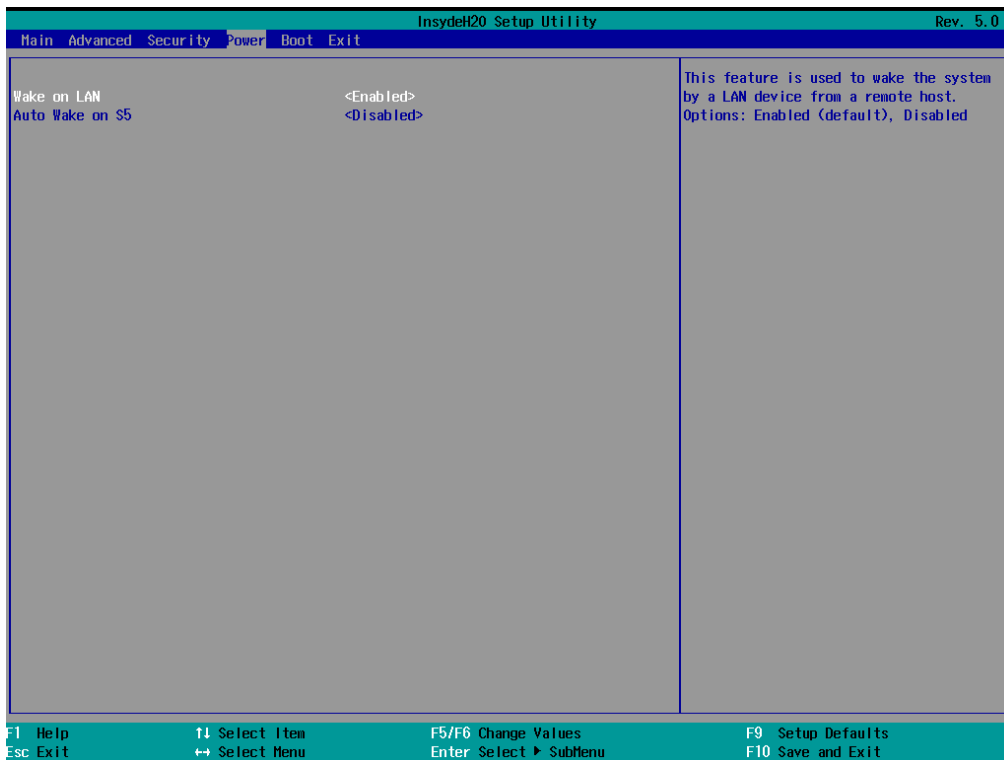 InsydeH20 Setup Utility Rev. 5.0
Main Advanced Security Power Boot Exit
Wake on LAN <Enabled>
Auto Wake on S5 <Disabled>
This feature is used to wake the system
by a LAN device from a remote host.
Options: Enabled (default), Disabled
F1 Help ↑↓ Select Item F5/F6 Change Values F9 Setup Defaults
Esc Exit ↔ Select Menu Enter Select ▶ SubMenu F10 Save and Exit